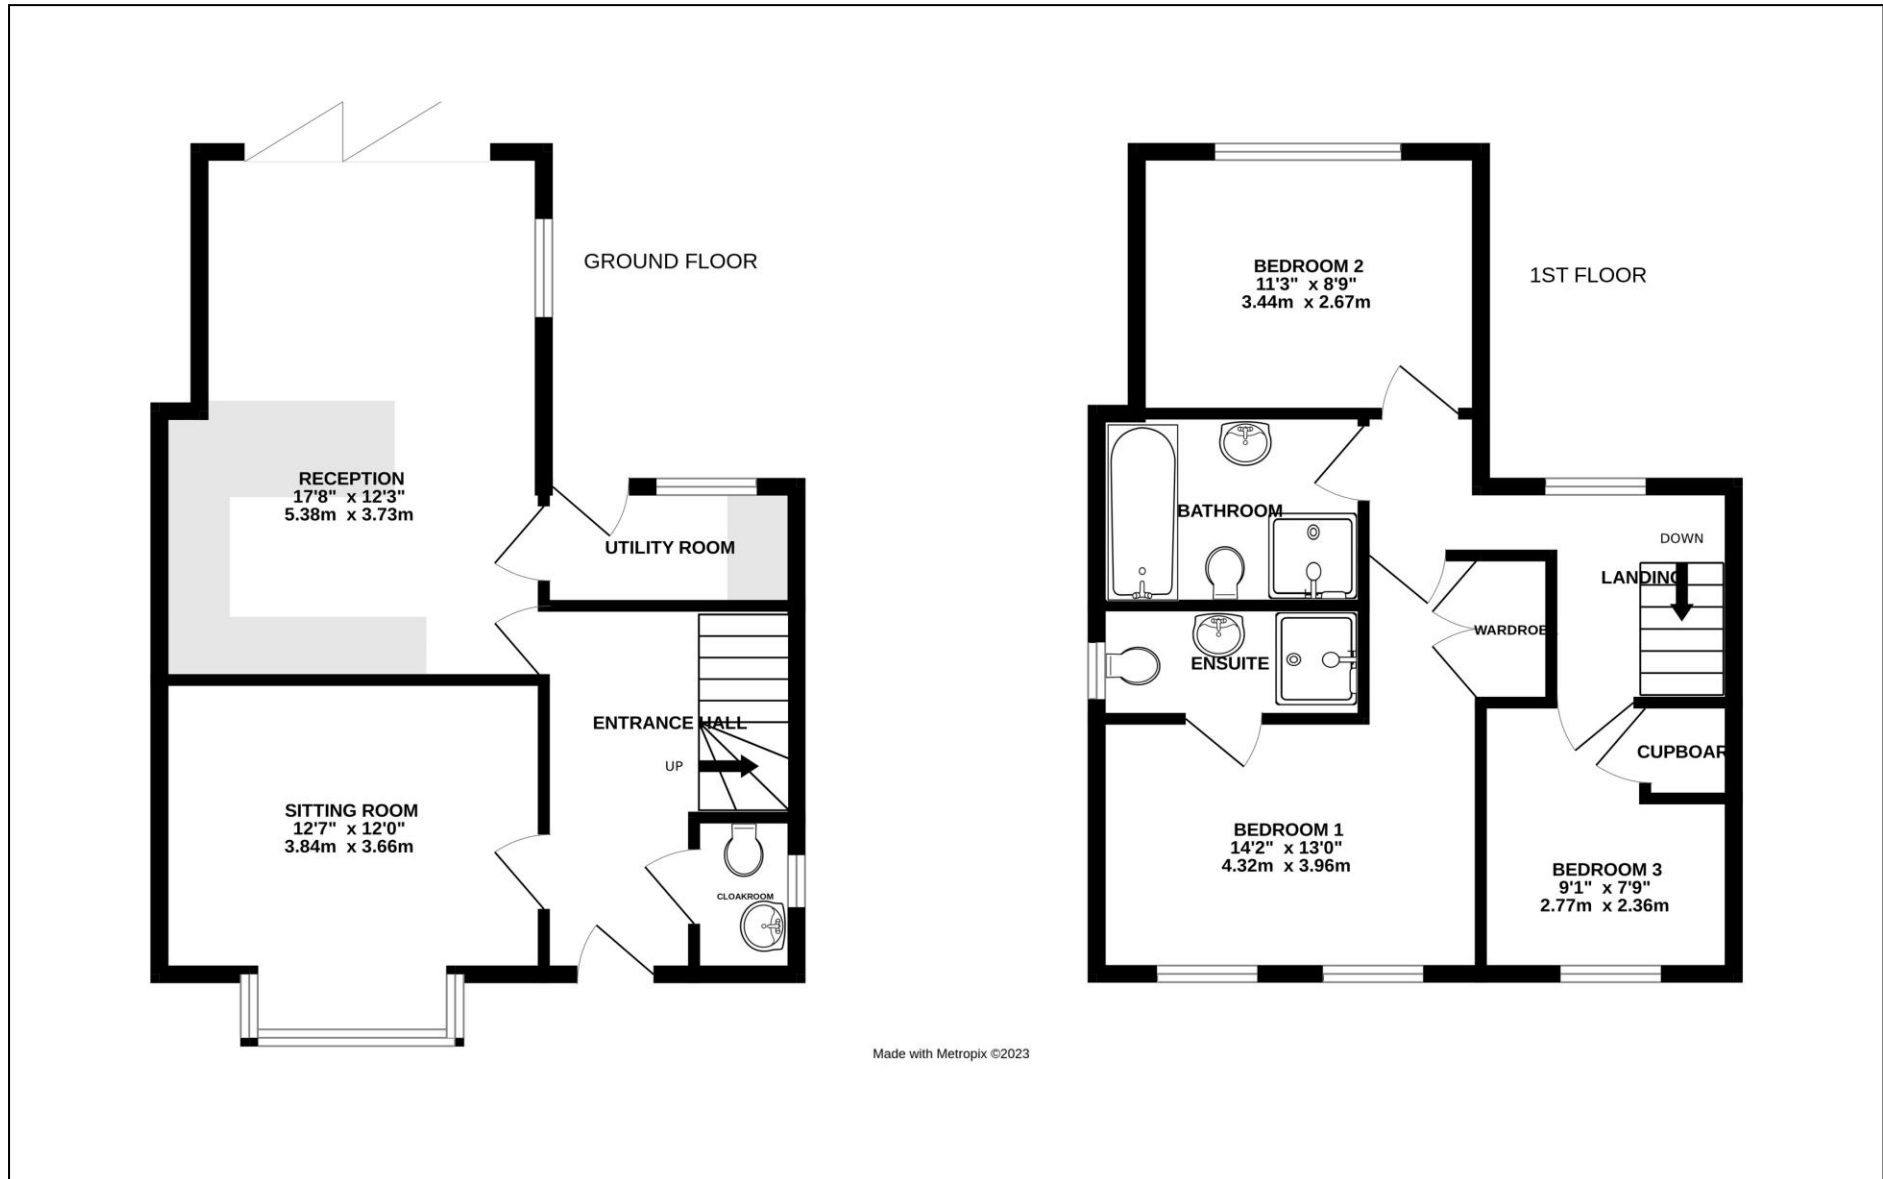 GROUND FLOOR
RECEPTION
17'8" x 12'3"
5.38m x 3.73m
UTILITY ROOM
ENTRANCE HALL
UP
SITTING ROOM
12'7" x 12'0"
3.84m x 3.66m
CLOAKROOM
1ST FLOOR
BEDROOM 2
11'3" x 8'9"
3.44m x 2.67m
BATHROOM
DOWN
LANDING
WARDROBE
ENSUITE
CUPBOAR
BEDROOM 1
14'2" x 13'0"
4.32m x 3.96m
BEDROOM 3
9'1" x 7'9"
2.77m x 2.36m
Made with Metropix ©2023